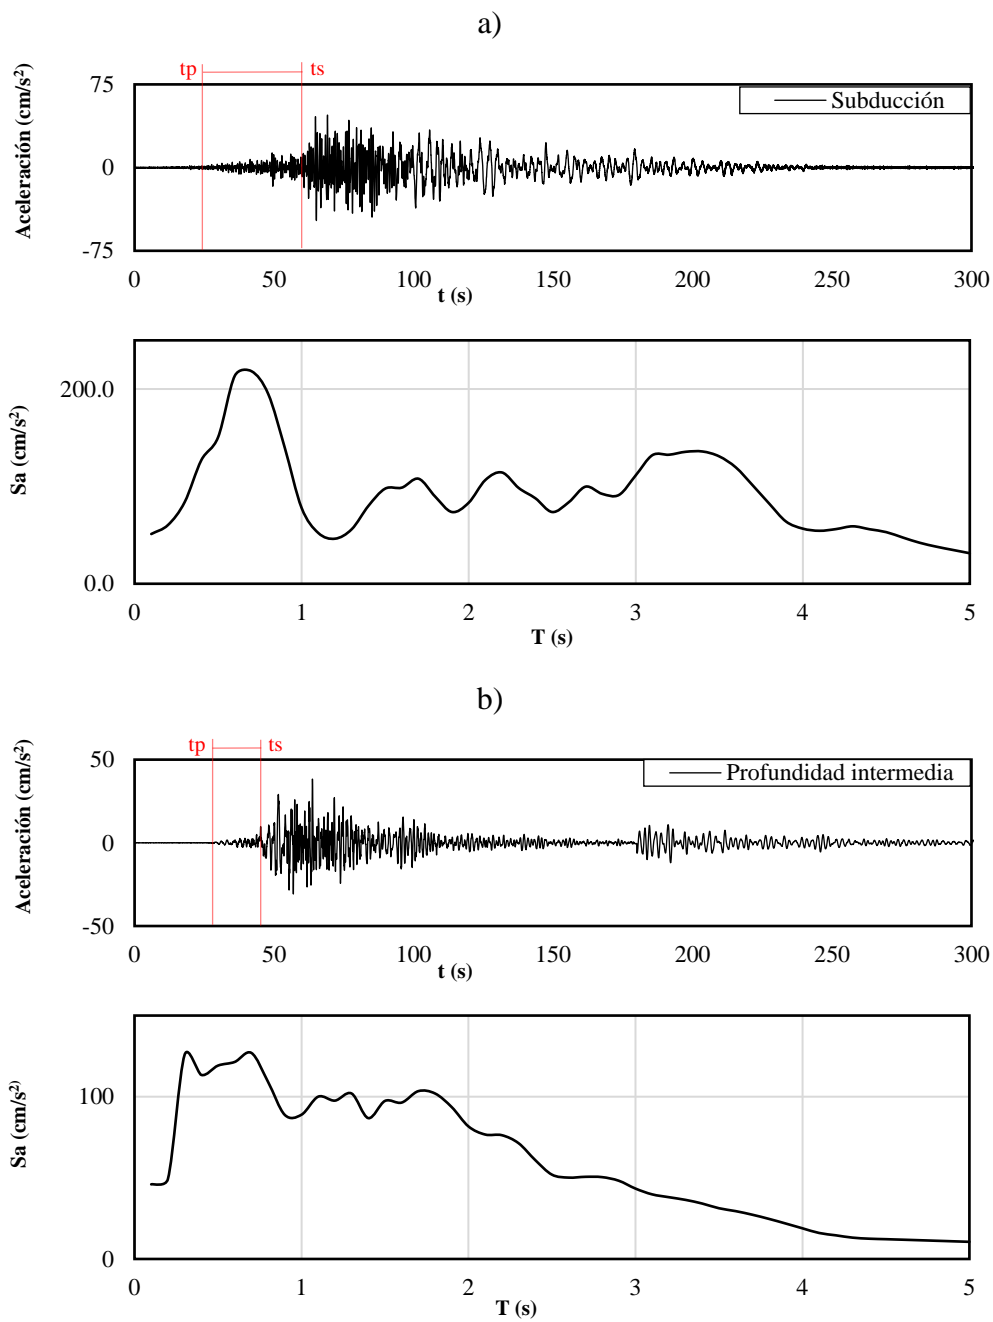 a)
tp ts
75
Subducción
Aceleración (cm/s²)
0
-75
0 50 100 150 200 250 300
t (s)
200.0
Sa (cm/s²)
0.0
0 1 2 3 4 5
T (s)
b)
tp ts
50
Profundidad intermedia
Aceleración (cm/s²)
0
-50
0 50 100 150 200 250 300
t (s)
100
Sa (cm/s²)
0
0 1 2 3 4 5
T (s)